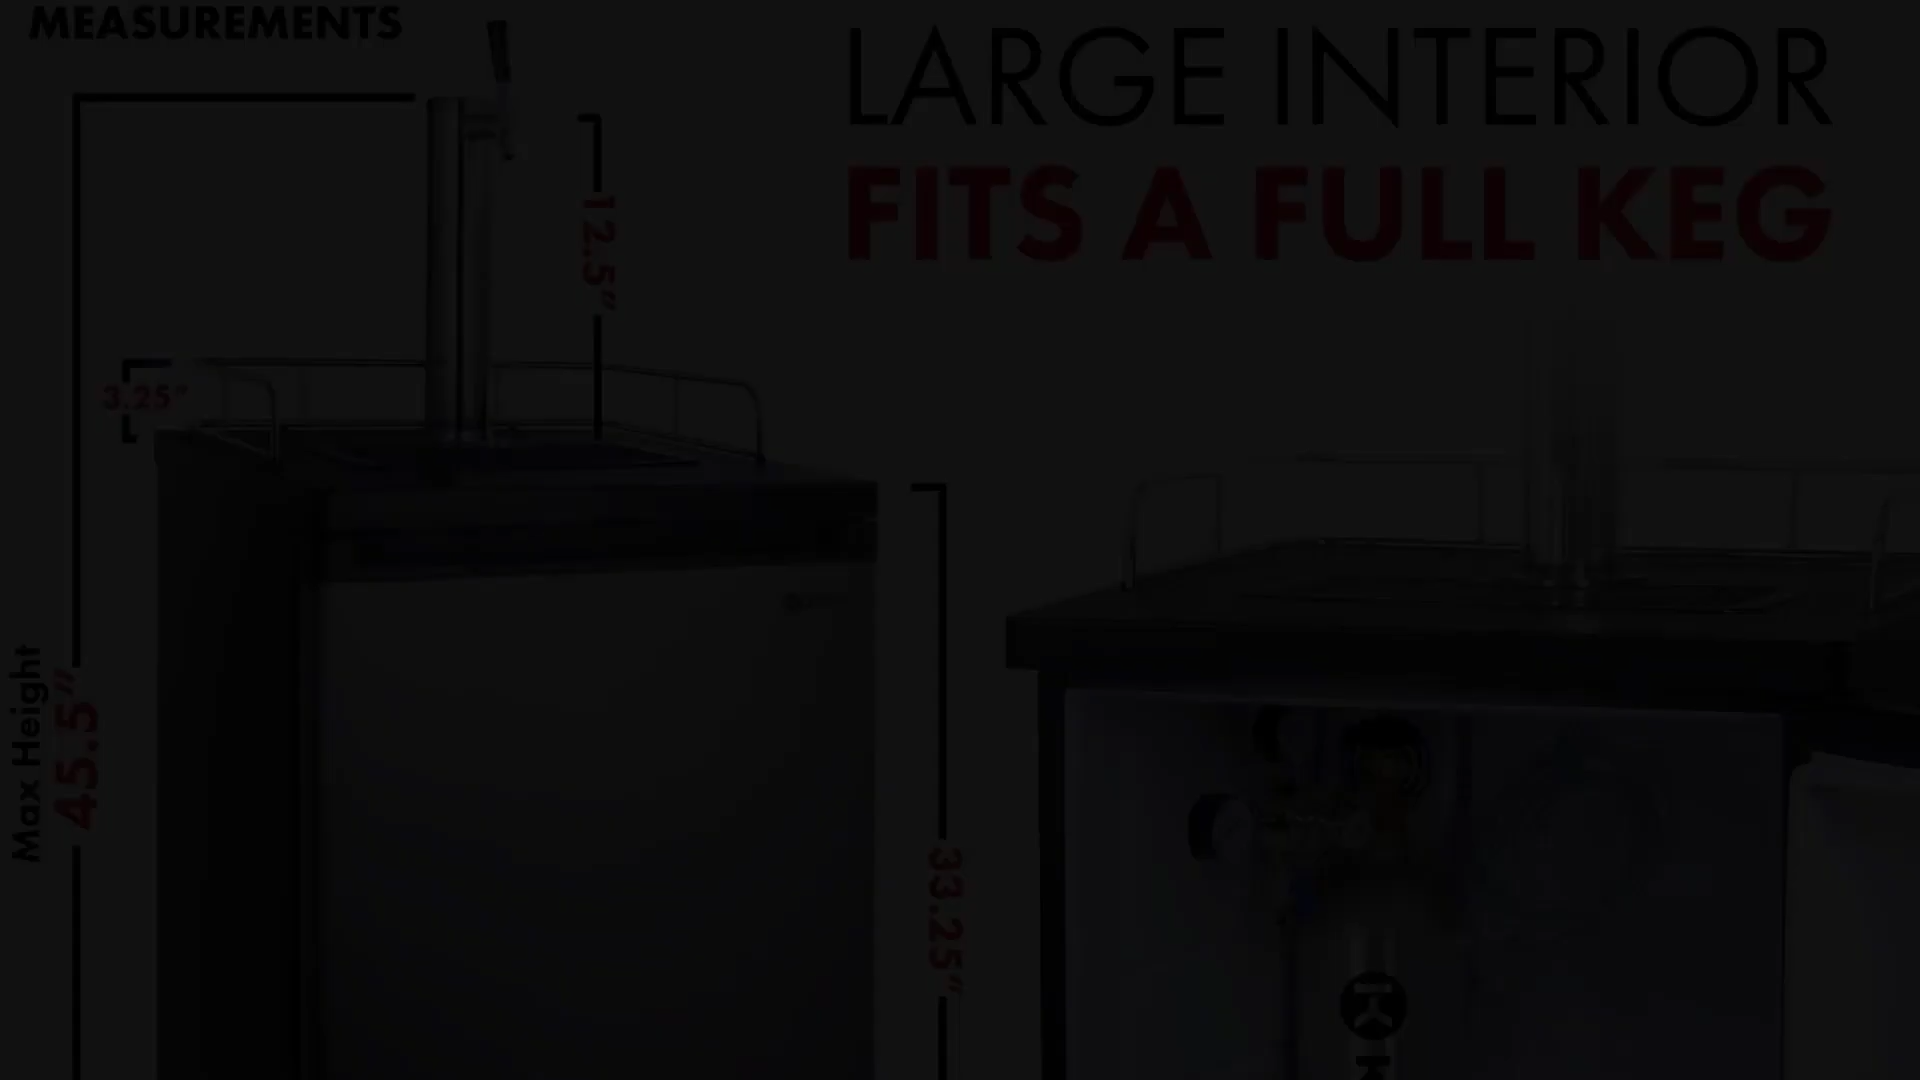 MEASUREMENTS
LARGE INTERIOR
FITS A FULL KEG
12.5"
3.25"
Max Height
45.5"
33.25"
K
K